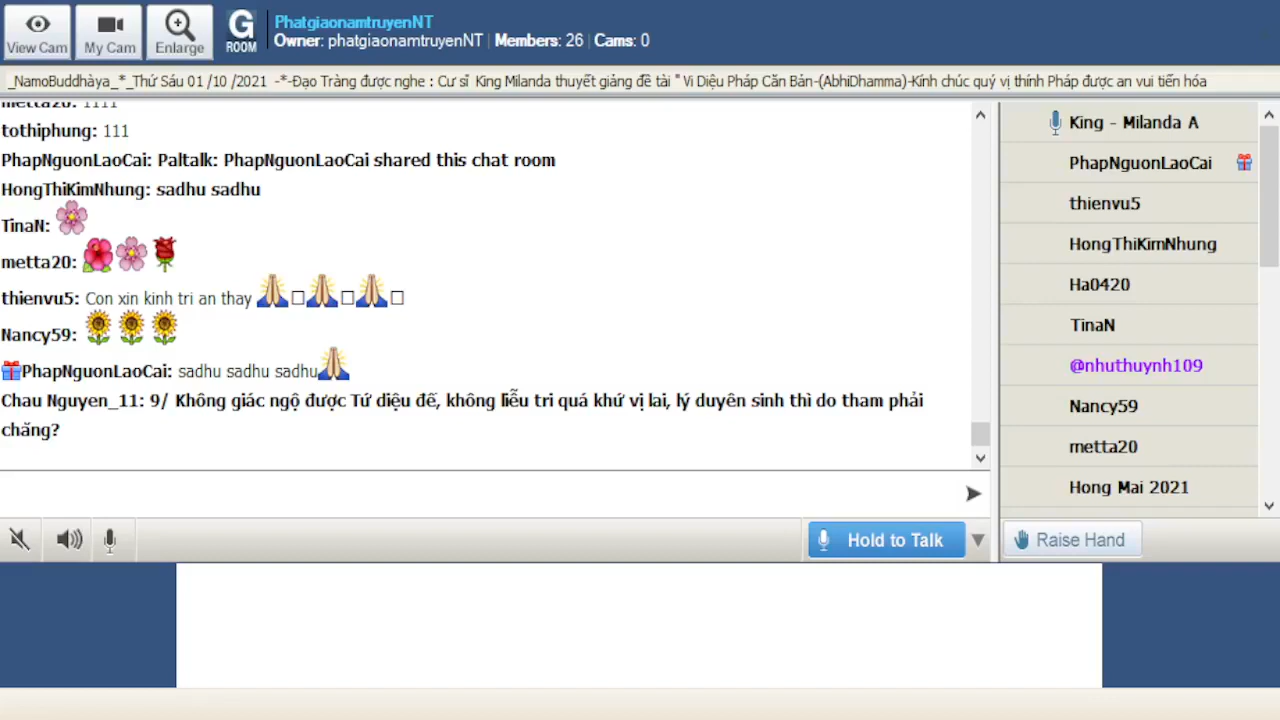 View Cam
My Cam
Enlarge
G
ROOM
PhatgiaonamtruyenNT
Owner: phatgiaonamtruyenNT | Members: 26 | Cams: 0
_NamoBuddhàya_*_Thứ Sáu 01 /10 /2021 -*-Đạo Tràng được nghe : Cư sĩ King Milanda thuyết giảng đề tài " Vi Diệu Pháp Căn Bản-(AbhiDhamma)-Kính chúc quý vị thính Pháp được an vui tiến hóa
metta20: 1111
tothiphung: 111
PhapNguonLaoCai: Paltalk: PhapNguonLaoCai shared this chat room
HongThiKimNhung: sadhu sadhu
TinaN:
metta20:
thienvu5: Con xin kinh tri an thay
Nancy59:
PhapNguonLaoCai: sadhu sadhu sadhu
Chau Nguyen_11: 9/ Không giác ngộ được Tứ diệu đế, không liễu tri quá khứ vị lai, lý duyên sinh thì do tham phải
chăng?
King - Milanda A
PhapNguonLaoCai
thienvu5
HongThiKimNhung
Ha0420
TinaN
@nhuthuynh109
Nancy59
metta20
Hong Mai 2021
Hold to Talk
Raise Hand